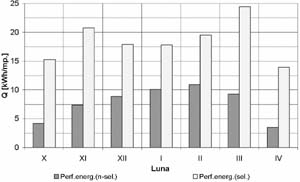 25
20
15
10
5
0
Q [kWh/mp.]
X XI XII I II III IV
Luna
Perf.energ.(n-sel.) Perf.energ.(sel.)